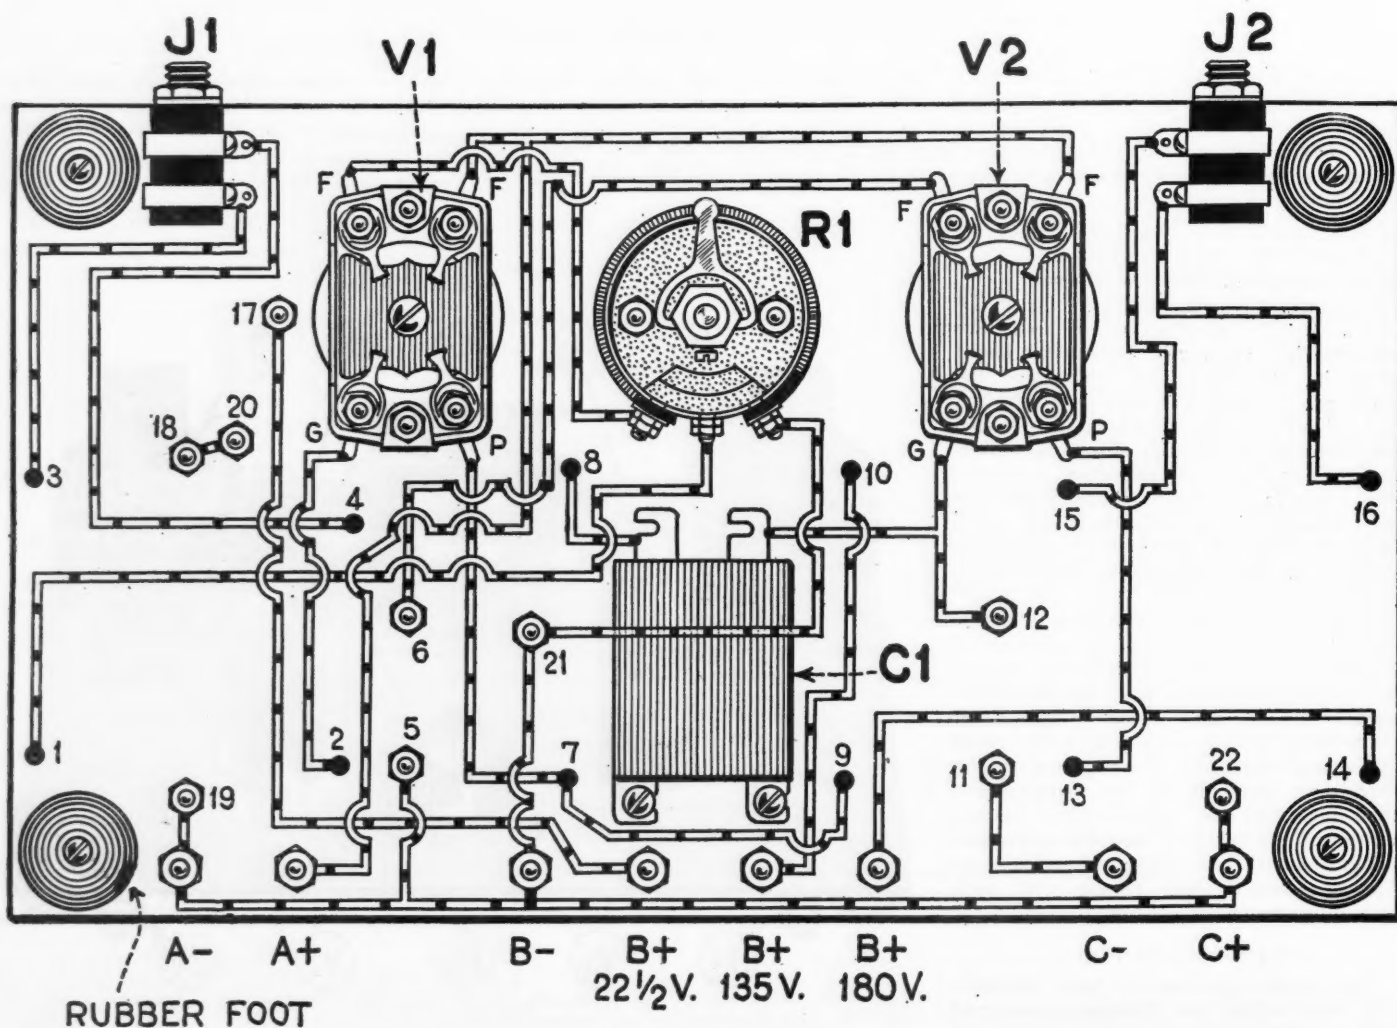 J1
V1
V2
J2
F
F
F
F
R1
17
18
20
G
P
G
P
3
4
8
10
15
16
6
21
12
C1
1
2
5
7
9
11
13
22
14
19
A-
A+
B-
B+
22½V.
B+
135V.
B+
180V.
C-
C+
RUBBER FOOT